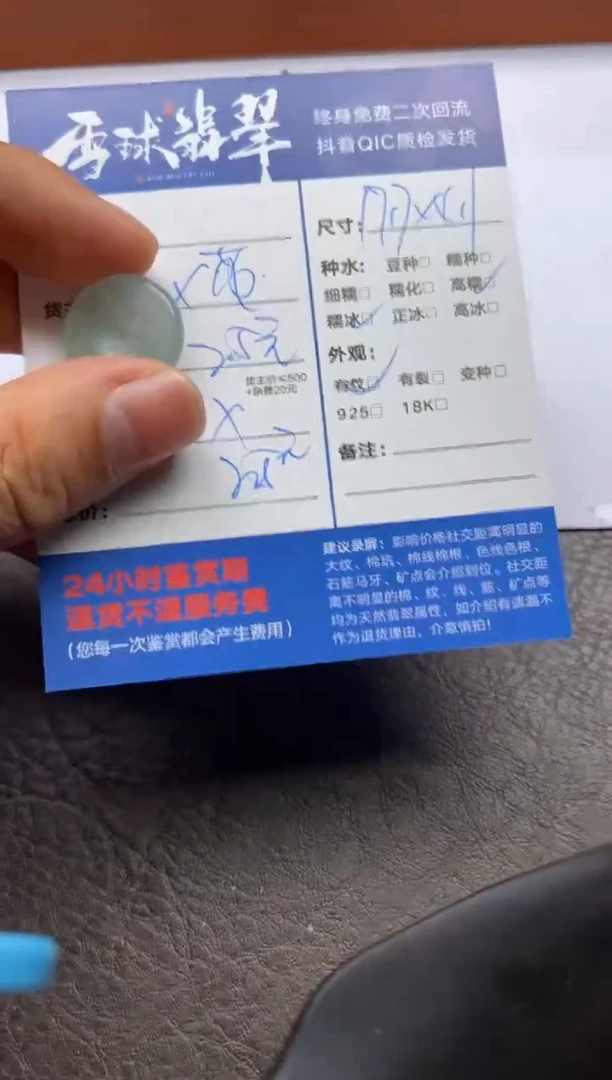 雪球翡翠
终身免费二次回流
抖音QIC质检发货
尺寸:
种水: 豆种□ 糯种□
细糯□ 糯化□ 高糯□
糯冰□ 正冰□ 高冰□
外观:
有纹□ 有裂□ 变种□
925□ 18K□
备注:
货主
25元
货主价≤500
+杂费20元
X
价:
24小时鉴赏期
退货不退服务费
(您每一次鉴赏都会产生费用)
建议录屏: 影响价格社交距离明显的
大纹、棉坑、棉线棉根、色线色根、
石筋马牙、矿点会介绍到位。社交距
离不明显的棉、纹、线、筋、矿点等
均为天然翡翠属性, 如介绍有遗漏不
作为退货理由, 介意慎拍!